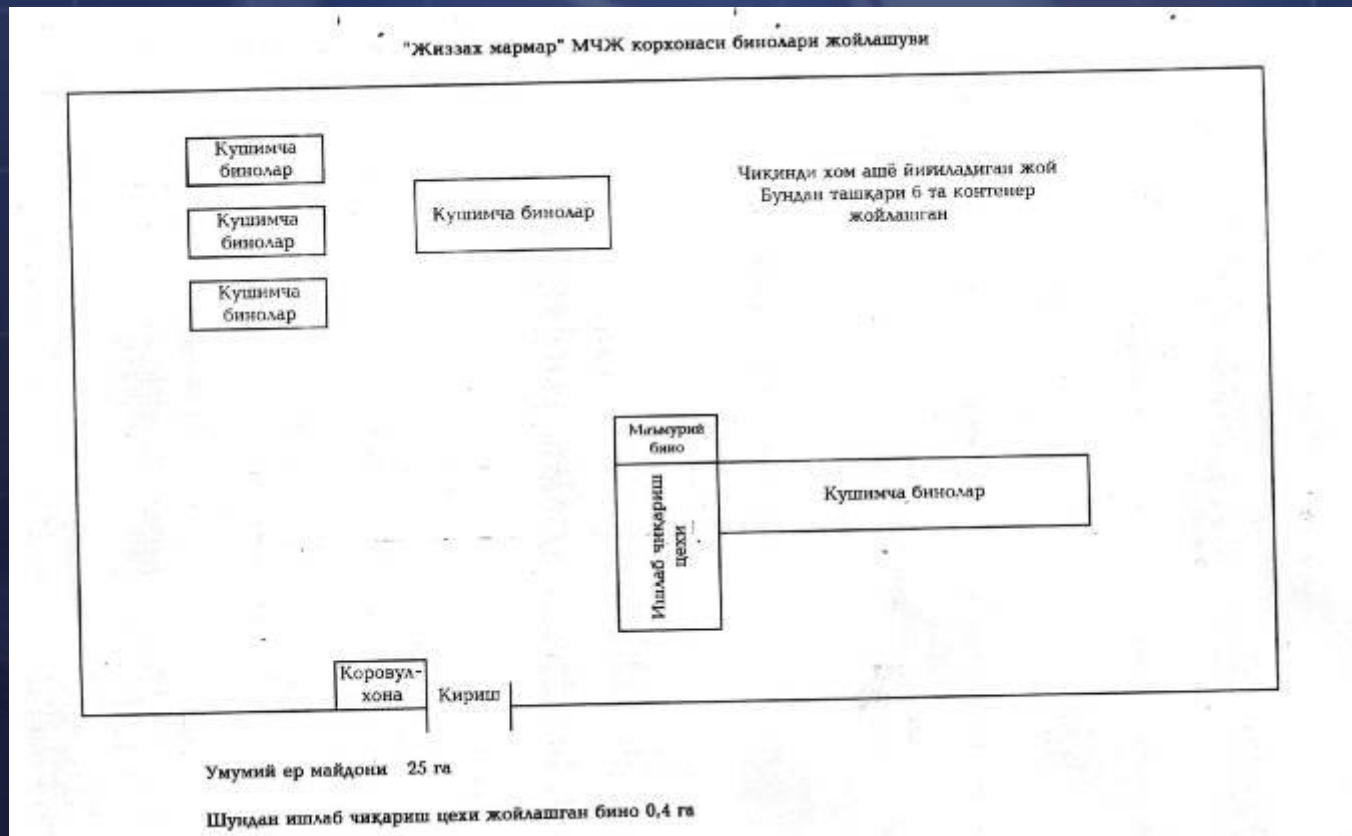 "Жиззах мармар" МЧЖ корхонаси бинолари жойлашуви
Кушимча
бинолар
Кушимча
бинолар
Кушимча
бинолар
Кушимча бинолар
Чиқинди хом ашё йиғиладиган жой
Бундан ташқари 6 та контенер
жойлашган
Маъмурий
бино
Ишлаб чиқариш
цехи
Кушимча бинолар
Коровул-
хона
Кириш
Умумий ер майдони 25 га
Шундан ишлаб чиқариш цехи жойлашган бино 0,4 га